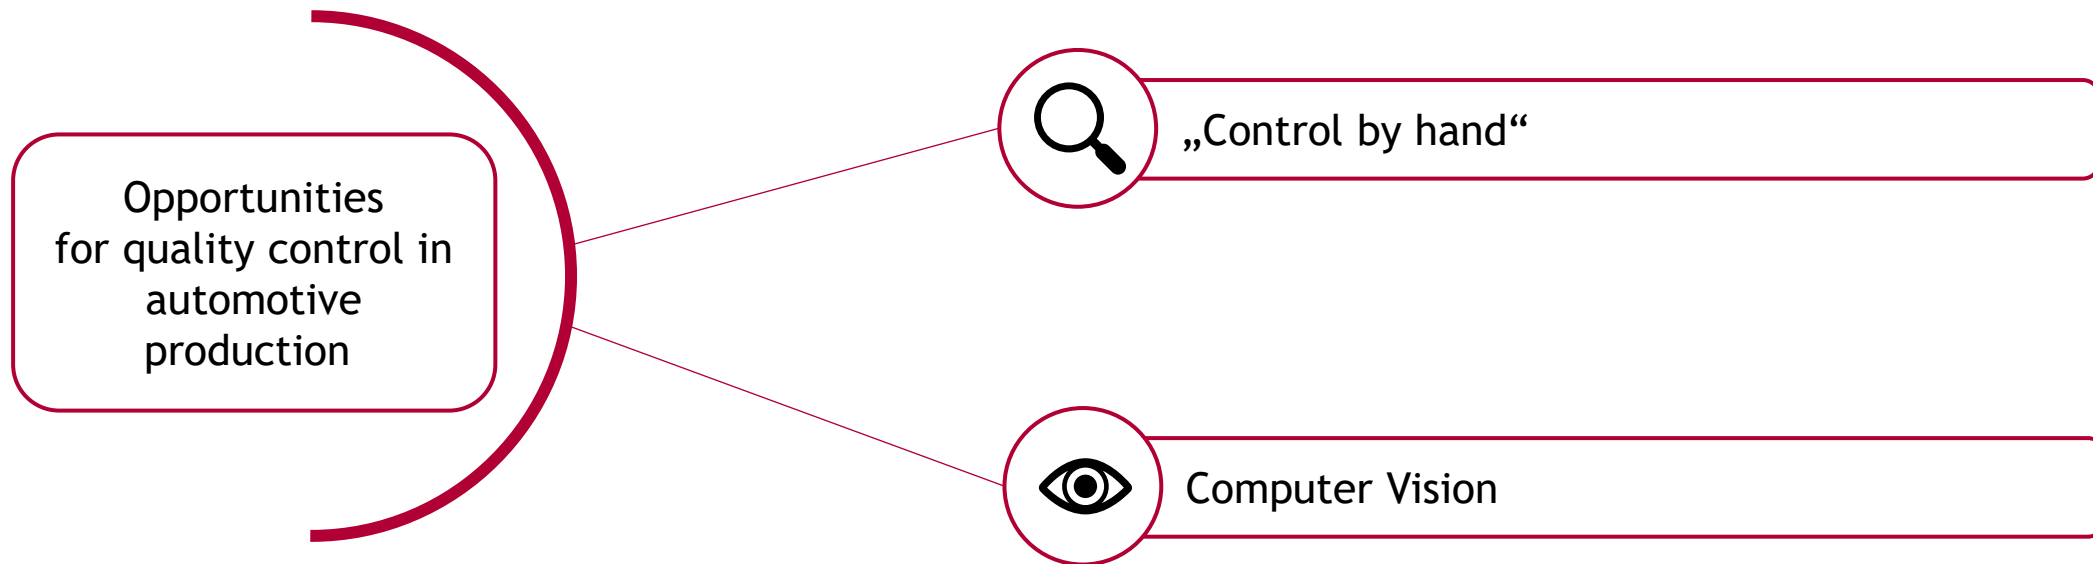 Opportunities
for quality control in
automotive
production
„Control by hand“
Computer Vision